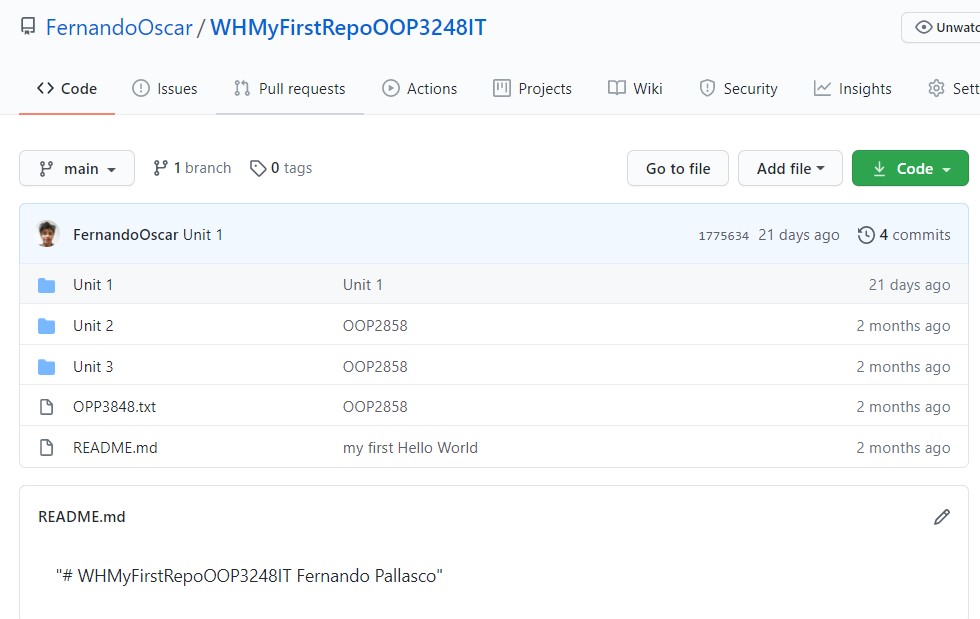 FernandoOscar / WHMyFirstRepoOOP3248IT
Unwatc
Code Issues Pull requests Actions Projects Wiki Security Insights Sett
main 1 branch 0 tags Go to file Add file Code
FernandoOscar Unit 1 1775634 21 days ago 4 commits
Unit 1 Unit 1 21 days ago
Unit 2 OOP2858 2 months ago
Unit 3 OOP2858 2 months ago
OPP3848.txt OOP2858 2 months ago
README.md my first Hello World 2 months ago
README.md
"# WHMyFirstRepoOOP3248IT Fernando Pallasco"